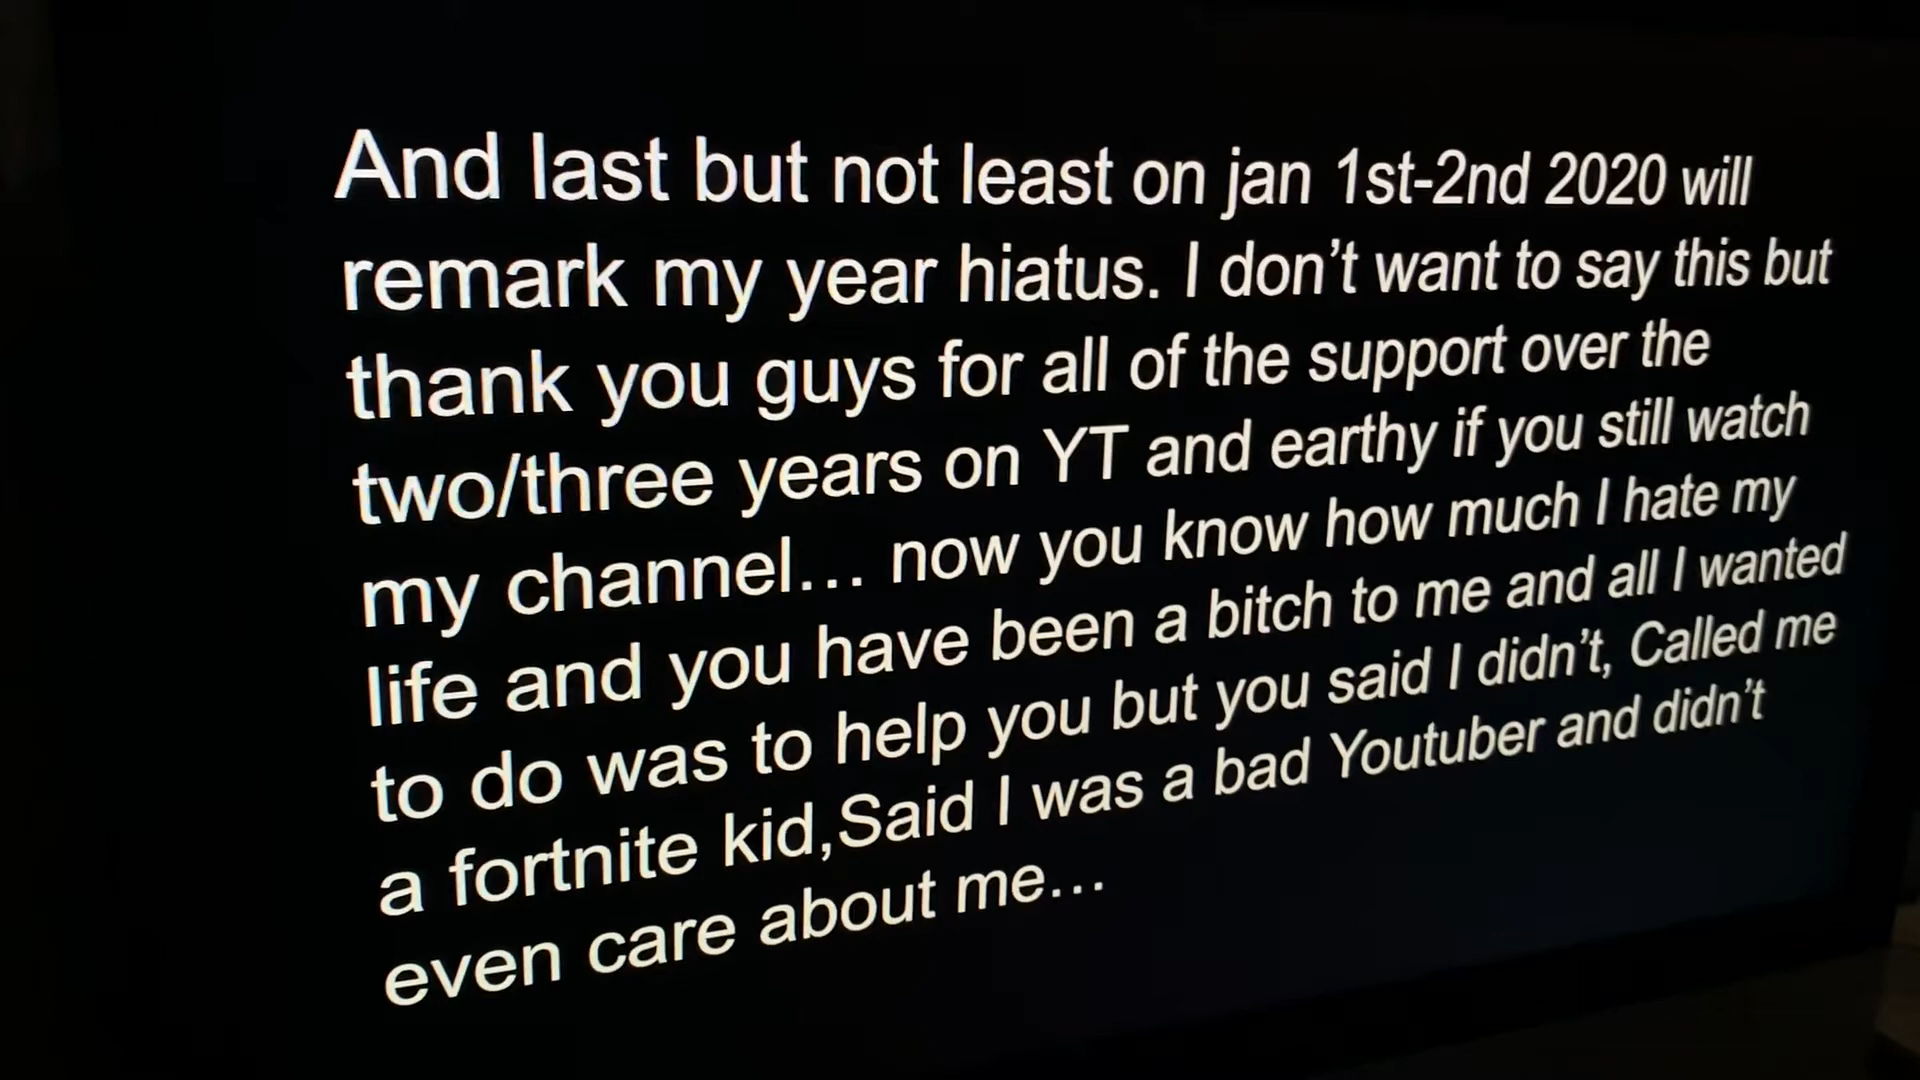 And last but not least on jan 1st-2nd 2020 will
remark my year hiatus. I don’t want to say this but
thank you guys for all of the support over the
two/three years on YT and earthy if you still watch
my channel... now you know how much I hate my
life and you have been a bitch to me and all I wanted
to do was to help you but you said I didn’t, Called me
a fortnite kid,Said I was a bad Youtuber and didn’t
even care about me...